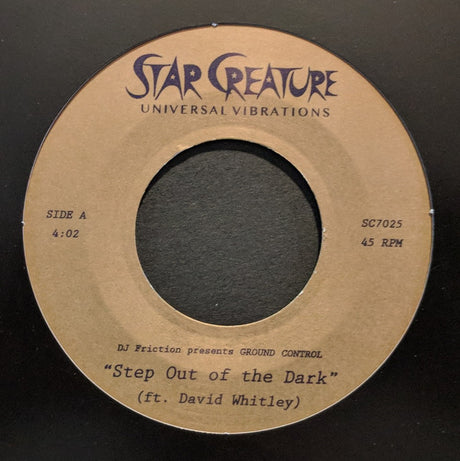 STAR CREATURE
UNIVERSAL VIBRATIONS
SIDE A
4:02
SC7025
45 RPM
DJ Friction presents GROUND CONTROL
"Step Out of the Dark"
(ft. David Whitley)